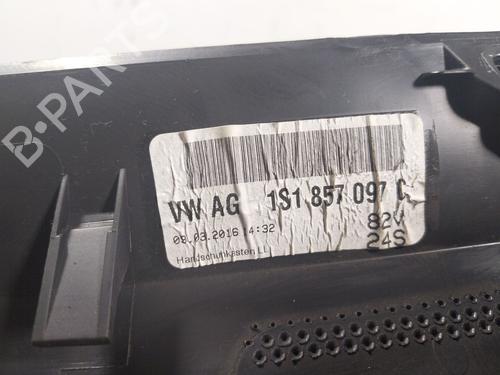 B-PARTS
VW AG 1S1 857 097 C
82V
08.03.2016 14:32
24S
Handschuhkasten LL